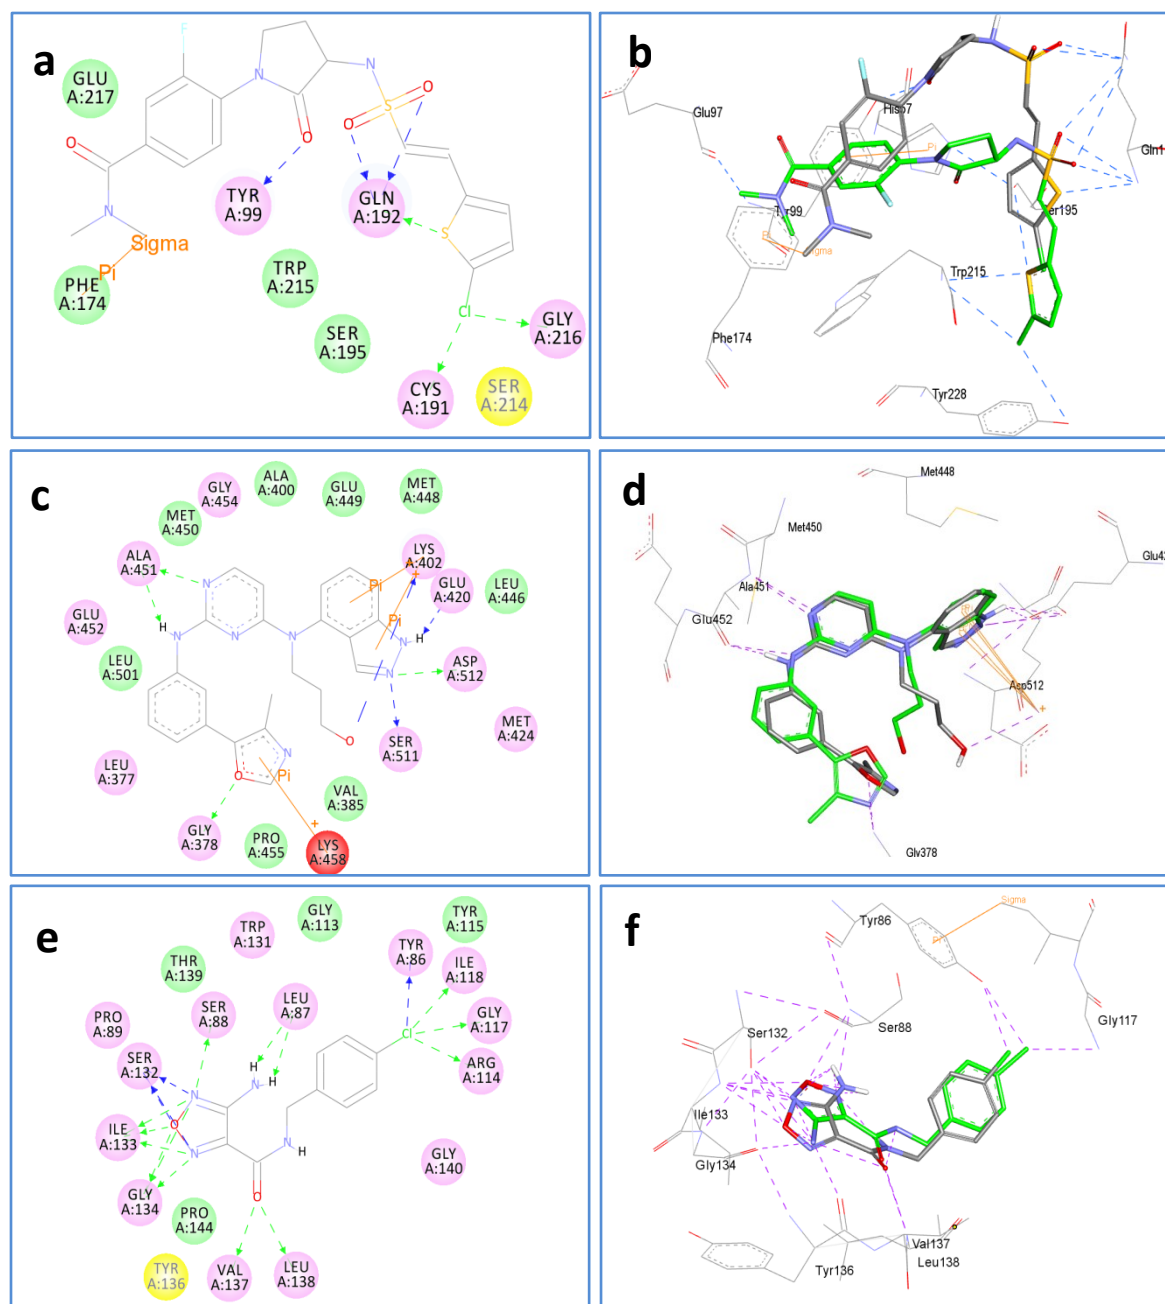 a
GLU
A:217
F
N
N
O
S
O
O
O
TYR
A:99
GLN
A:192
N
Sigma
Pi
PHE
A:174
TRP
A:215
S
SER
A:195
Cl
GLY
A:216
CYS
A:191
SER
A:214
b
Glu97
Tyr99
Pi
Sigma
Phe174
Trp215
Tyr228
c
GLY
A:454
ALA
A:400
GLU
A:449
MET
A:448
MET
A:450
ALA
A:451
LYS
A:402
Pi
+
GLU
A:420
LEU
A:446
N
GLU
A:452
H
N
N
N
Pi
N
H
LEU
A:501
N
ASP
A:512
MET
A:424
O
SER
A:511
N
LEU
A:377
O
Pi
VAL
A:385
GLY
A:378
PRO
A:455
+
LYS
A:458
d
Met448
Met450
Ala451
Glu452
+
Asp512
Gly378
e
TRP
A:131
GLY
A:113
TYR
A:86
TYR
A:115
THR
A:139
ILE
A:118
PRO
A:89
SER
A:88
LEU
A:87
GLY
A:117
Cl
SER
A:132
H
H
N
ARG
A:114
N
O
ILE
A:133
N
N
H
GLY
A:140
GLY
A:134
O
PRO
A:144
TYR
A:136
VAL
A:137
LEU
A:138
f
Sigma
Tyr86
Gly117
Ser132
Ser88
Ile133
Gly134
Val137
Tyr136
Leu138